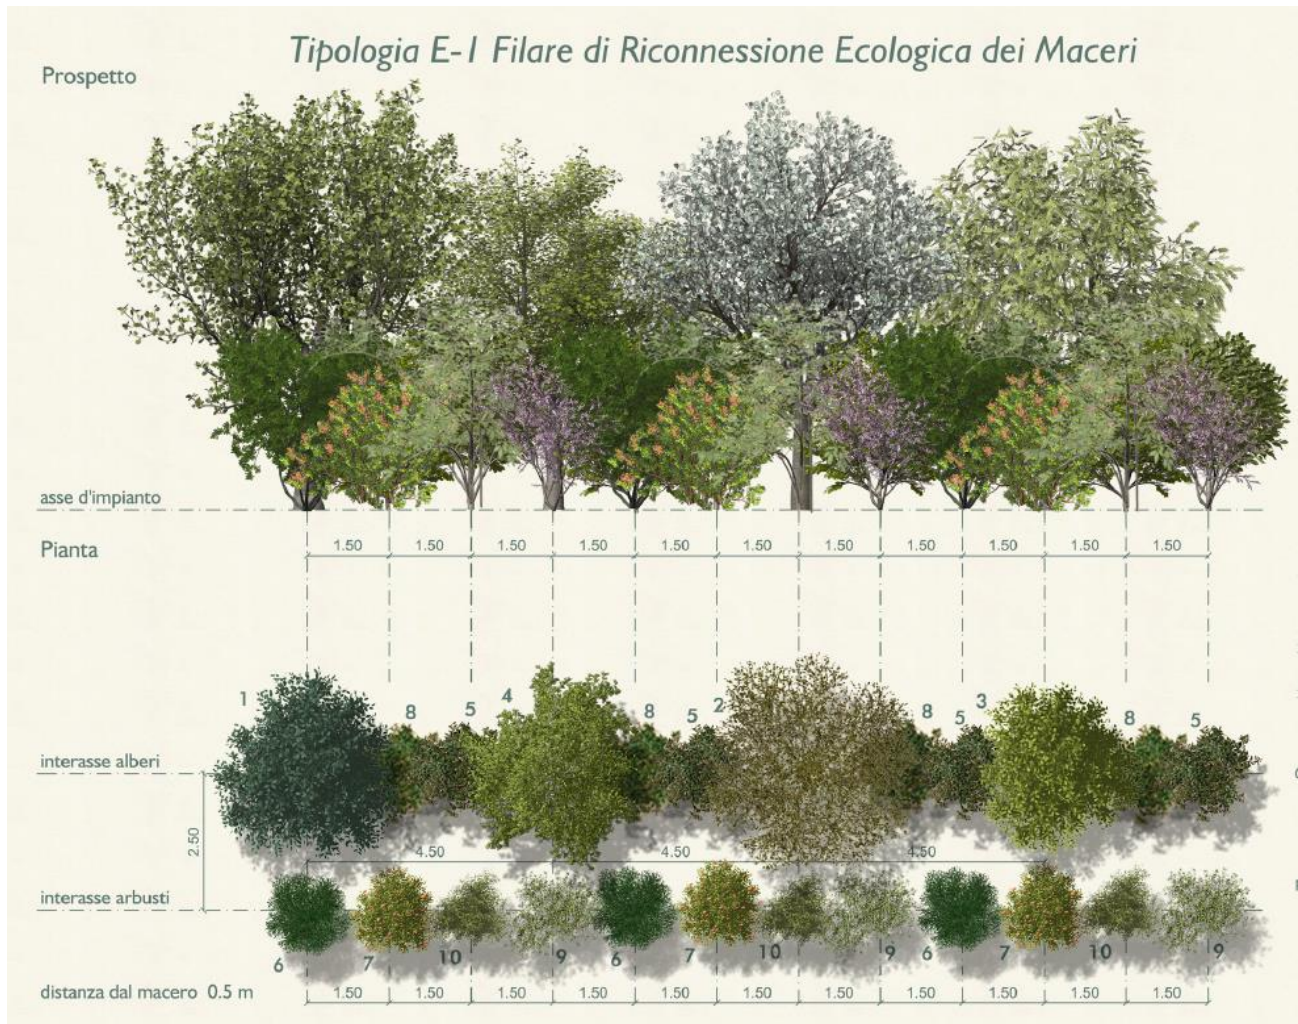 Tipologia E-1 Filare di Riconnessione Ecologica dei Maceri
Prospetto
asse d'impianto
Pianta
1.50 1.50 1.50 1.50 1.50 1.50 1.50 1.50 1.50 1.50 1.50
1 8 5 4 8 5 2 8 5 3 8 5
interasse alberi
2.50
4.50 4.50 4.50
interasse arbusti
6 7 10 9 6 7 10 9 6 7 10 9
distanza dal macero 0.5 m
1.50 1.50 1.50 1.50 1.50 1.50 1.50 1.50 1.50 1.50 1.50